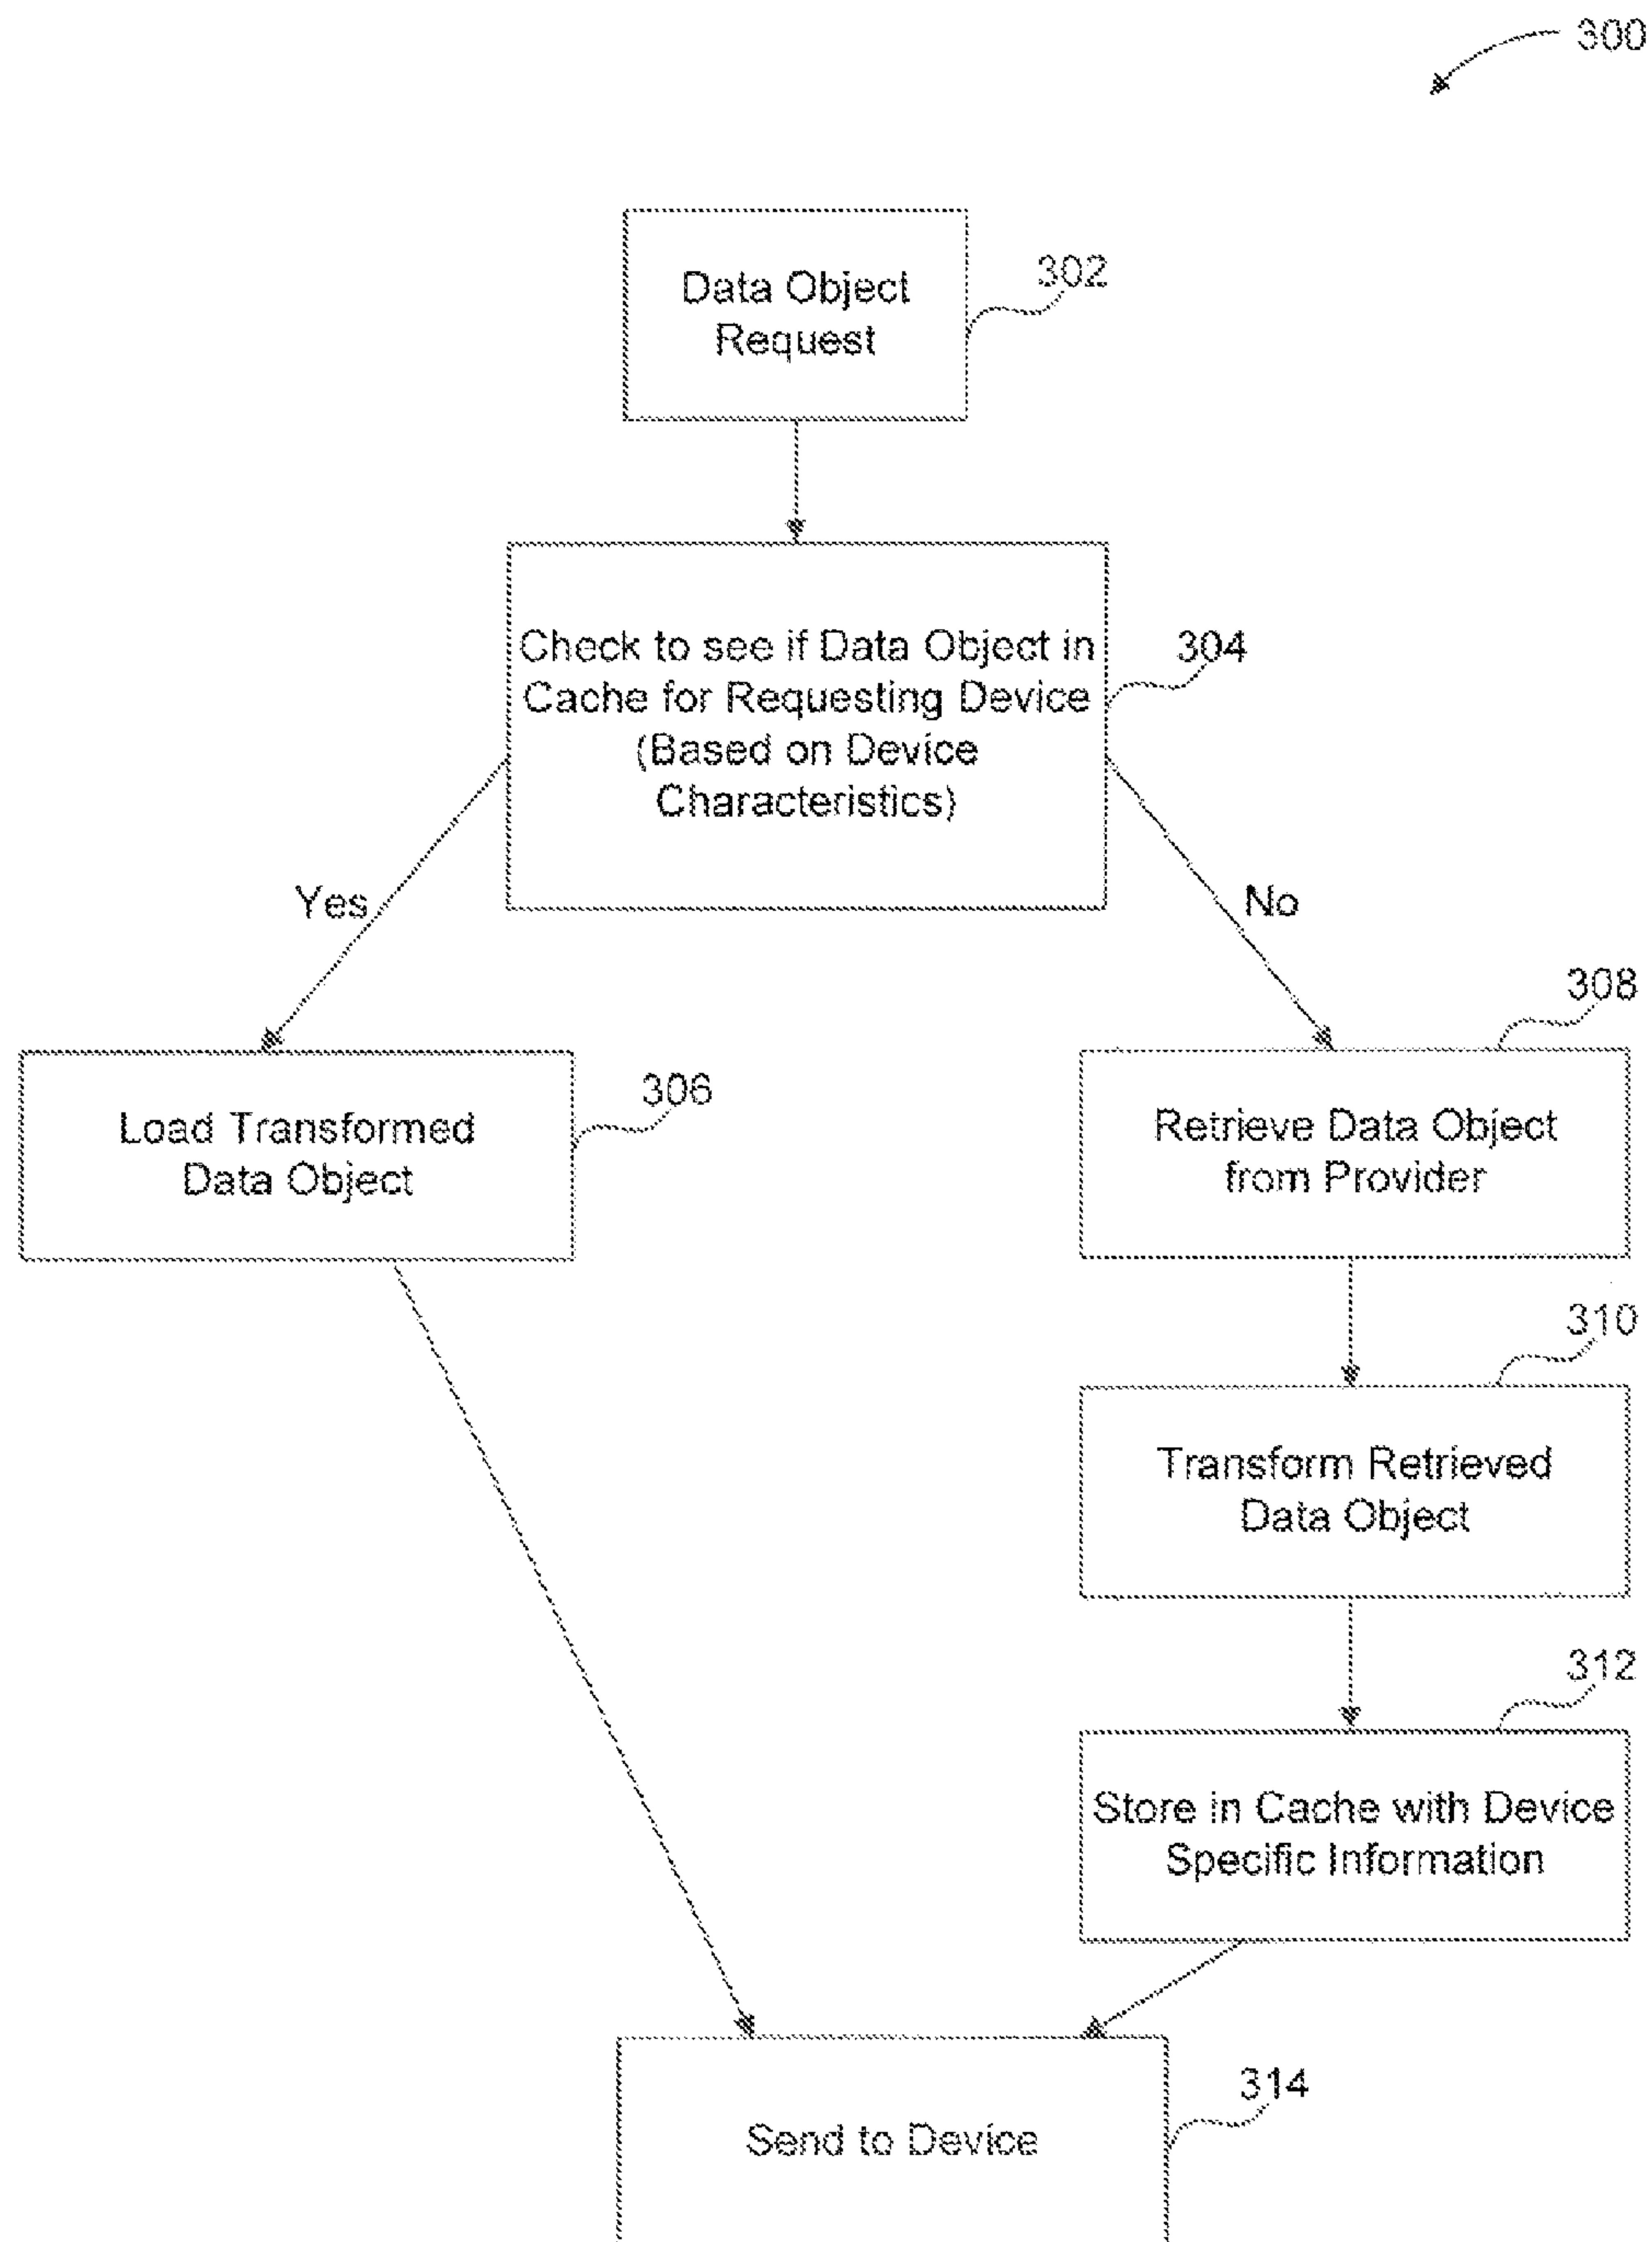 300
Data Object
Request
302
Check to see if Data Object in
Cache for Requesting Device
(Based on Device
Characteristics)
304
Yes
No
308
Load Transformed
Data Object
306
Retrieve Data Object
from Provider
310
Transform Retrieved
Data Object
312
Store in Cache with Device
Specific Information
Send to Device
314